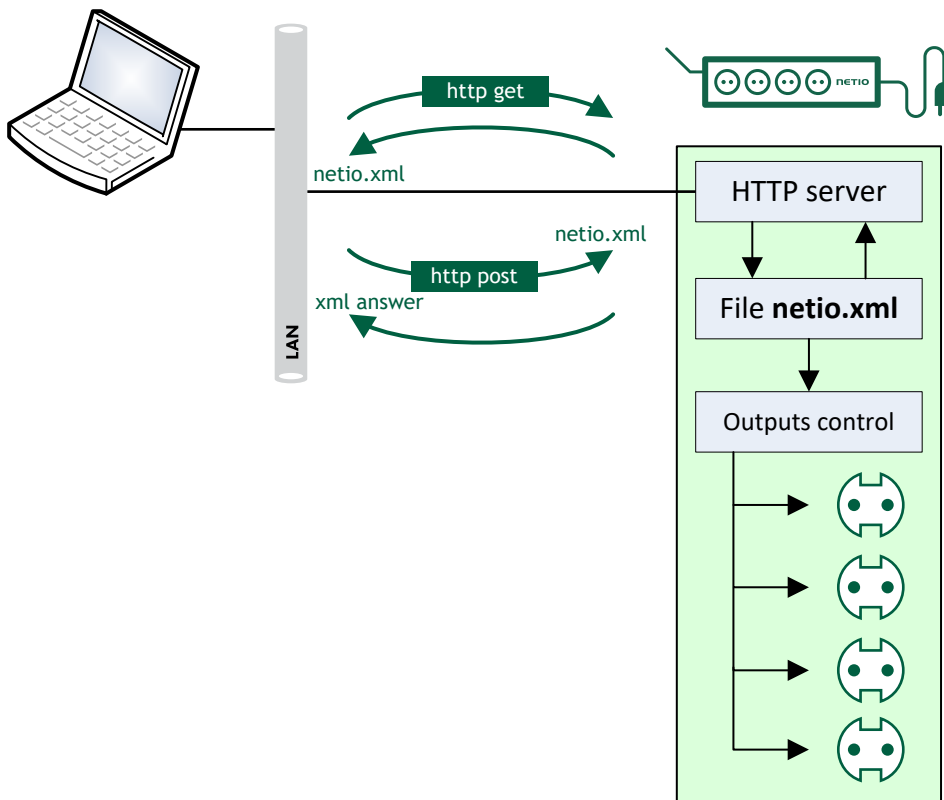 http get
NETIO
netio.xml
HTTP server
netio.xml
http post
xml answer
File netio.xml
LAN
Outputs control